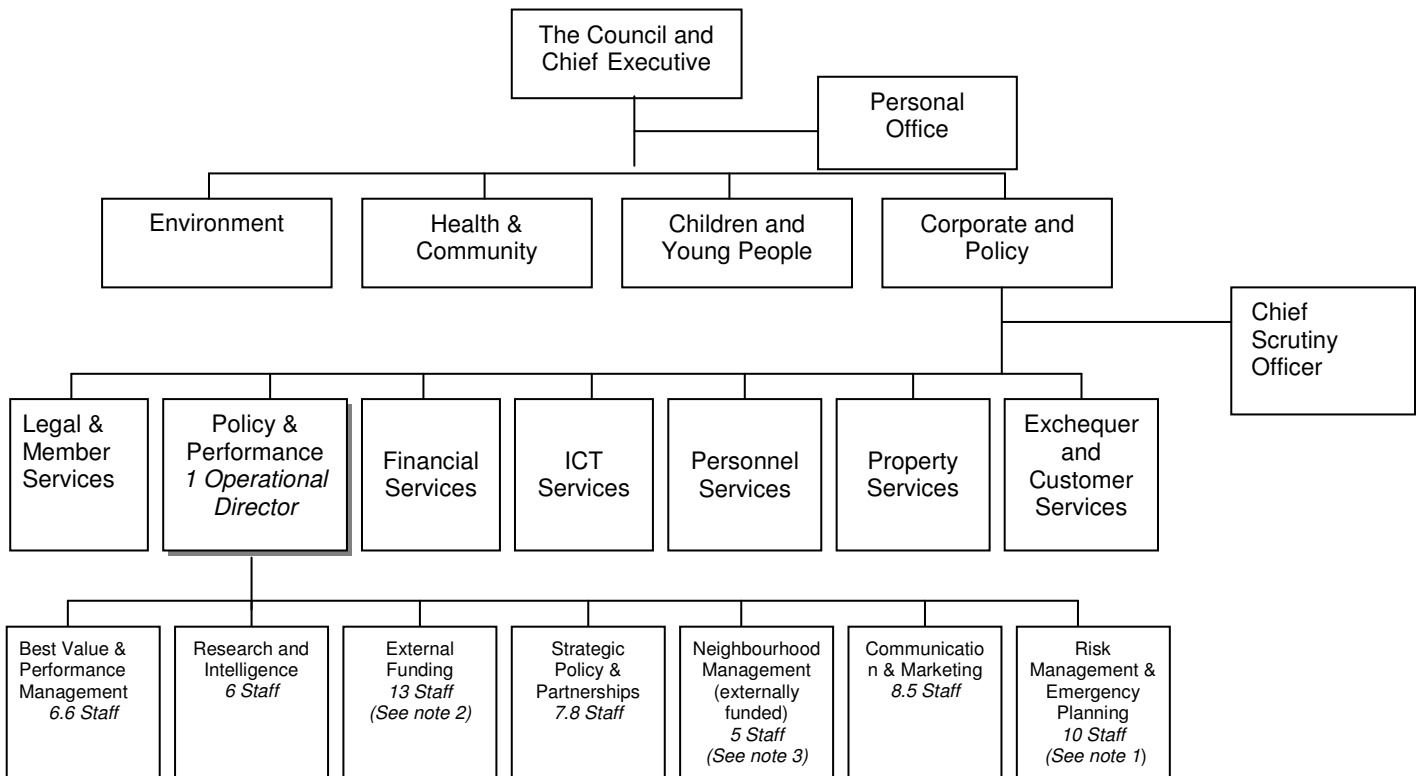 The Council and
Chief Executive
Personal
Office
Environment
Health &
Community
Children and
Young People
Corporate and
Policy
Chief
Scrutiny
Officer
Legal &
Member
Services
Policy &
Performance
1 Operational
Director
Financial
Services
ICT
Services
Personnel
Services
Property
Services
Exchequer
and
Customer
Services
Best Value &
Performance
Management
6.6 Staff
Research and
Intelligence
6 Staff
External
Funding
13 Staff
(See note 2)
Strategic
Policy &
Partnerships
7.8 Staff
Neighbourhood
Management
(externally
funded)
5 Staff
(See note 3)
Communicatio
n & Marketing
8.5 Staff
Risk
Management &
Emergency
Planning
10 Staff
(See note 1)